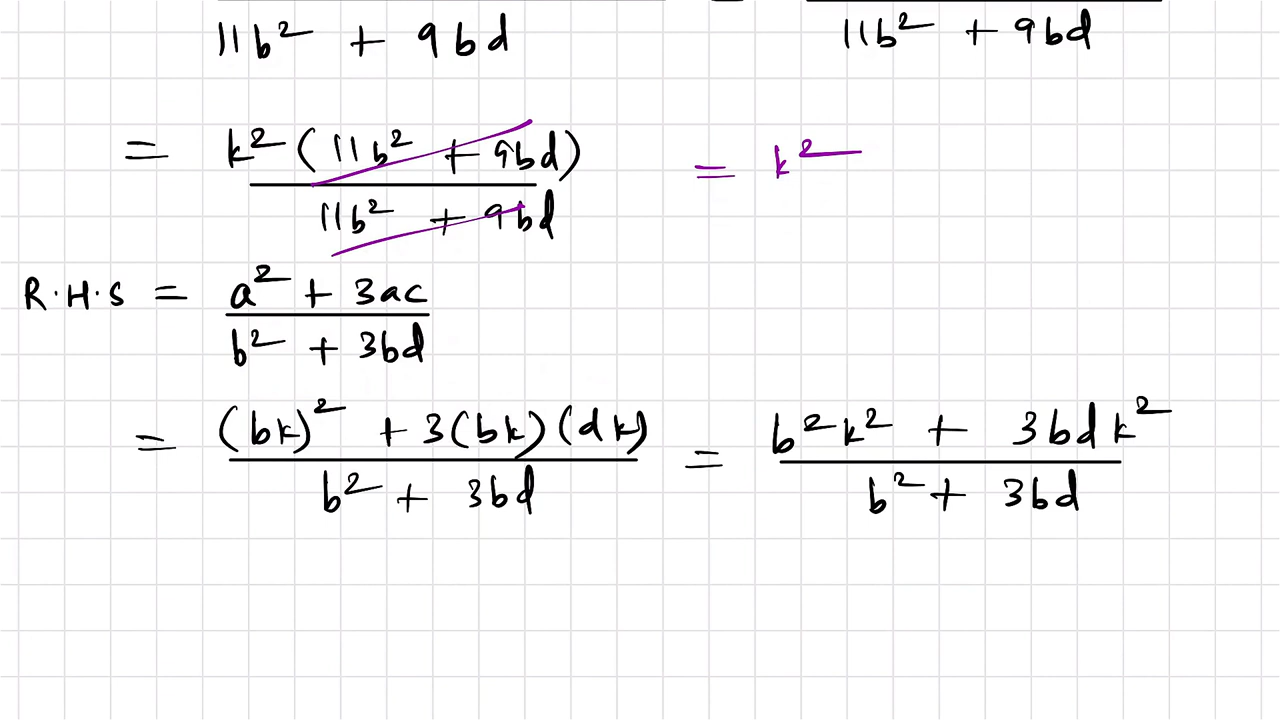 11b² + 9bd 11b² + 9bd
= k²(11b² + 9bd) / 11b² + 9bd = k²
R.H.S = a² + 3ac / b² + 3bd
= (bk)² + 3(bk)(dk) / b² + 3bd = b²k² + 3bdk² / b² + 3bd